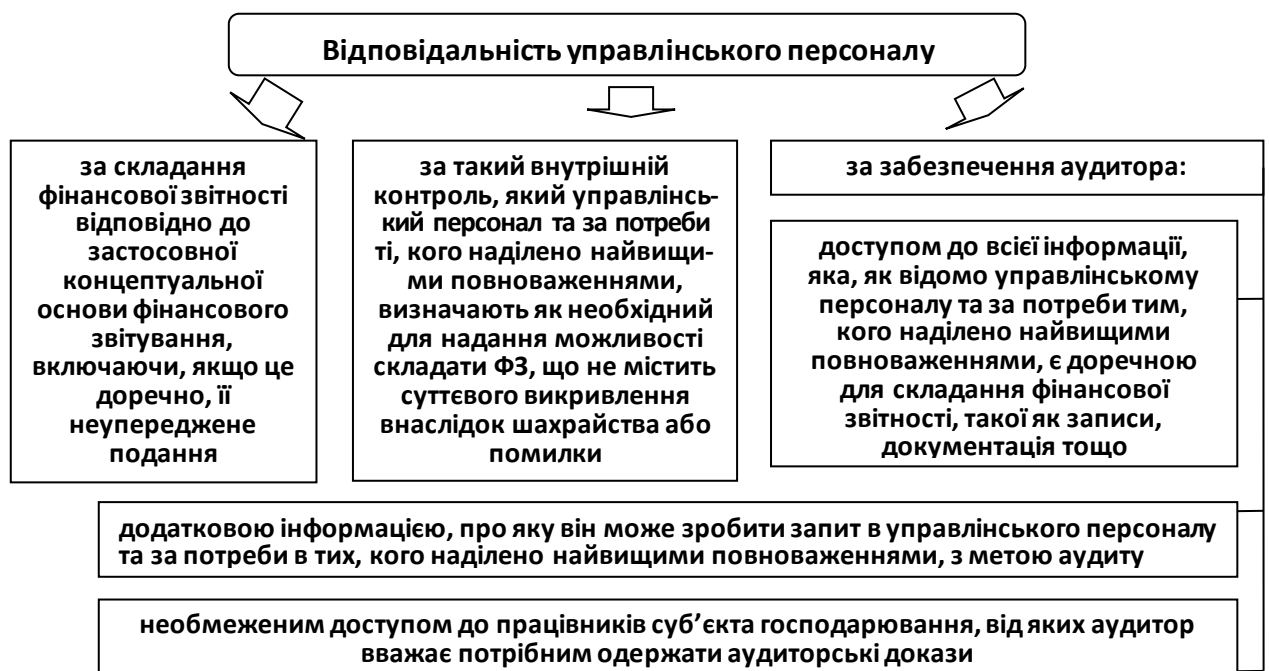 Відповідальність управлінського персоналу
за складання
фінансової звітності
відповідно до
застосовної
концептуальної
основи фінансового
звітування,
включаючи, якщо це
доречно, її
неупереджене
подання
за такий внутрішній
контроль, який управлінсь-
кий персонал та за потреби
ті, кого наділено найвищи-
ми повноваженнями,
визначають як необхідний
для надання можливості
складати ФЗ, що не містить
суттєвого викривлення
внаслідок шахрайства або
помилки
за забезпечення аудитора:
доступом до всієї інформації,
яка, як відомо управлінському
персоналу та за потреби тим,
кого наділено найвищими
повноваженнями, є доречною
для складання фінансової
звітності, такої як записи,
документація тощо
додатковою інформацією, про яку він може зробити запит в управлінського персоналу
та за потреби в тих, кого наділено найвищими повноваженнями, з метою аудиту
необмеженим доступом до працівників суб’єкта господарювання, від яких аудитор
вважає потрібним одержати аудиторські докази